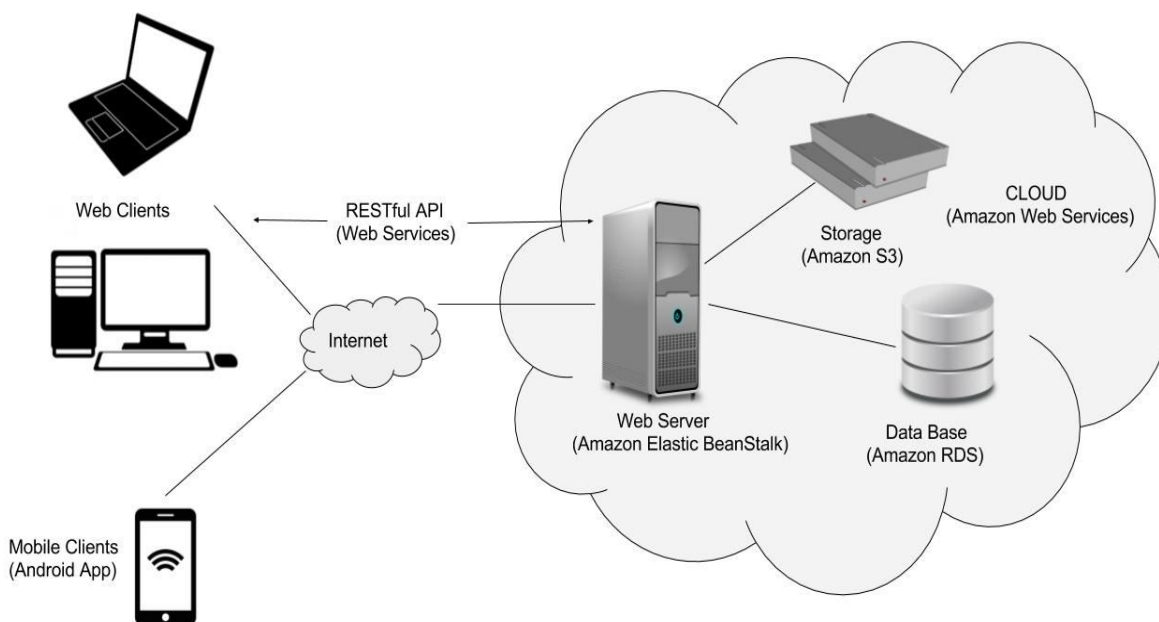 CLOUD
(Amazon Web Services)
Web Clients
RESTful API
(Web Services)
Storage
(Amazon S3)
Internet
Web Server
(Amazon Elastic BeanStalk)
Data Base
(Amazon RDS)
Mobile Clients
(Android App)